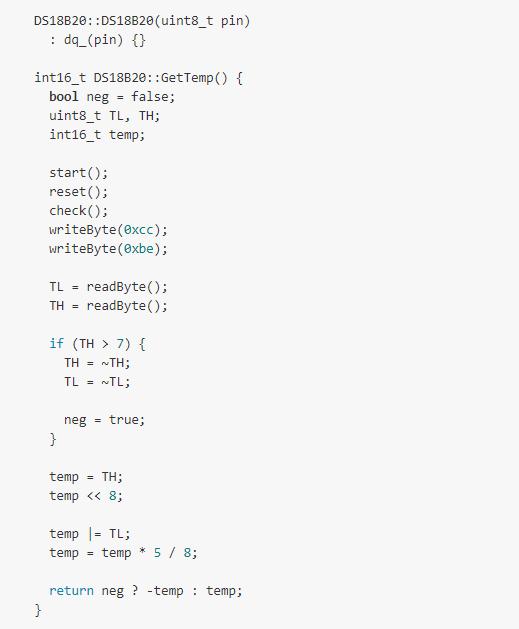 DS18B20::DS18B20(uint8_t pin)
  : dq_(pin) {}

int16_t DS18B20::GetTemp() {
  bool neg = false;
  uint8_t TL, TH;
  int16_t temp;

  start();
  reset();
  check();
  writeByte(0xcc);
  writeByte(0xbe);

  TL = readByte();
  TH = readByte();

  if (TH > 7) {
    TH = ~TH;
    TL = ~TL;

    neg = true;
  }

  temp = TH;
  temp << 8;

  temp |= TL;
  temp = temp * 5 / 8;

  return neg ? -temp : temp;
}